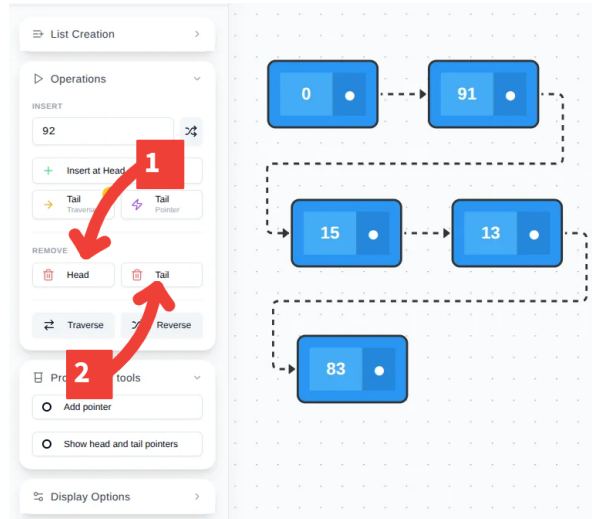 List Creation
Operations
INSERT
92
Insert at Head
Tail
Traverse
Tail
Pointer
REMOVE
Head
Tail
Traverse
Reverse
tools
Add pointer
Show head and tail pointers
Display Options
1
2
0
91
15
13
83